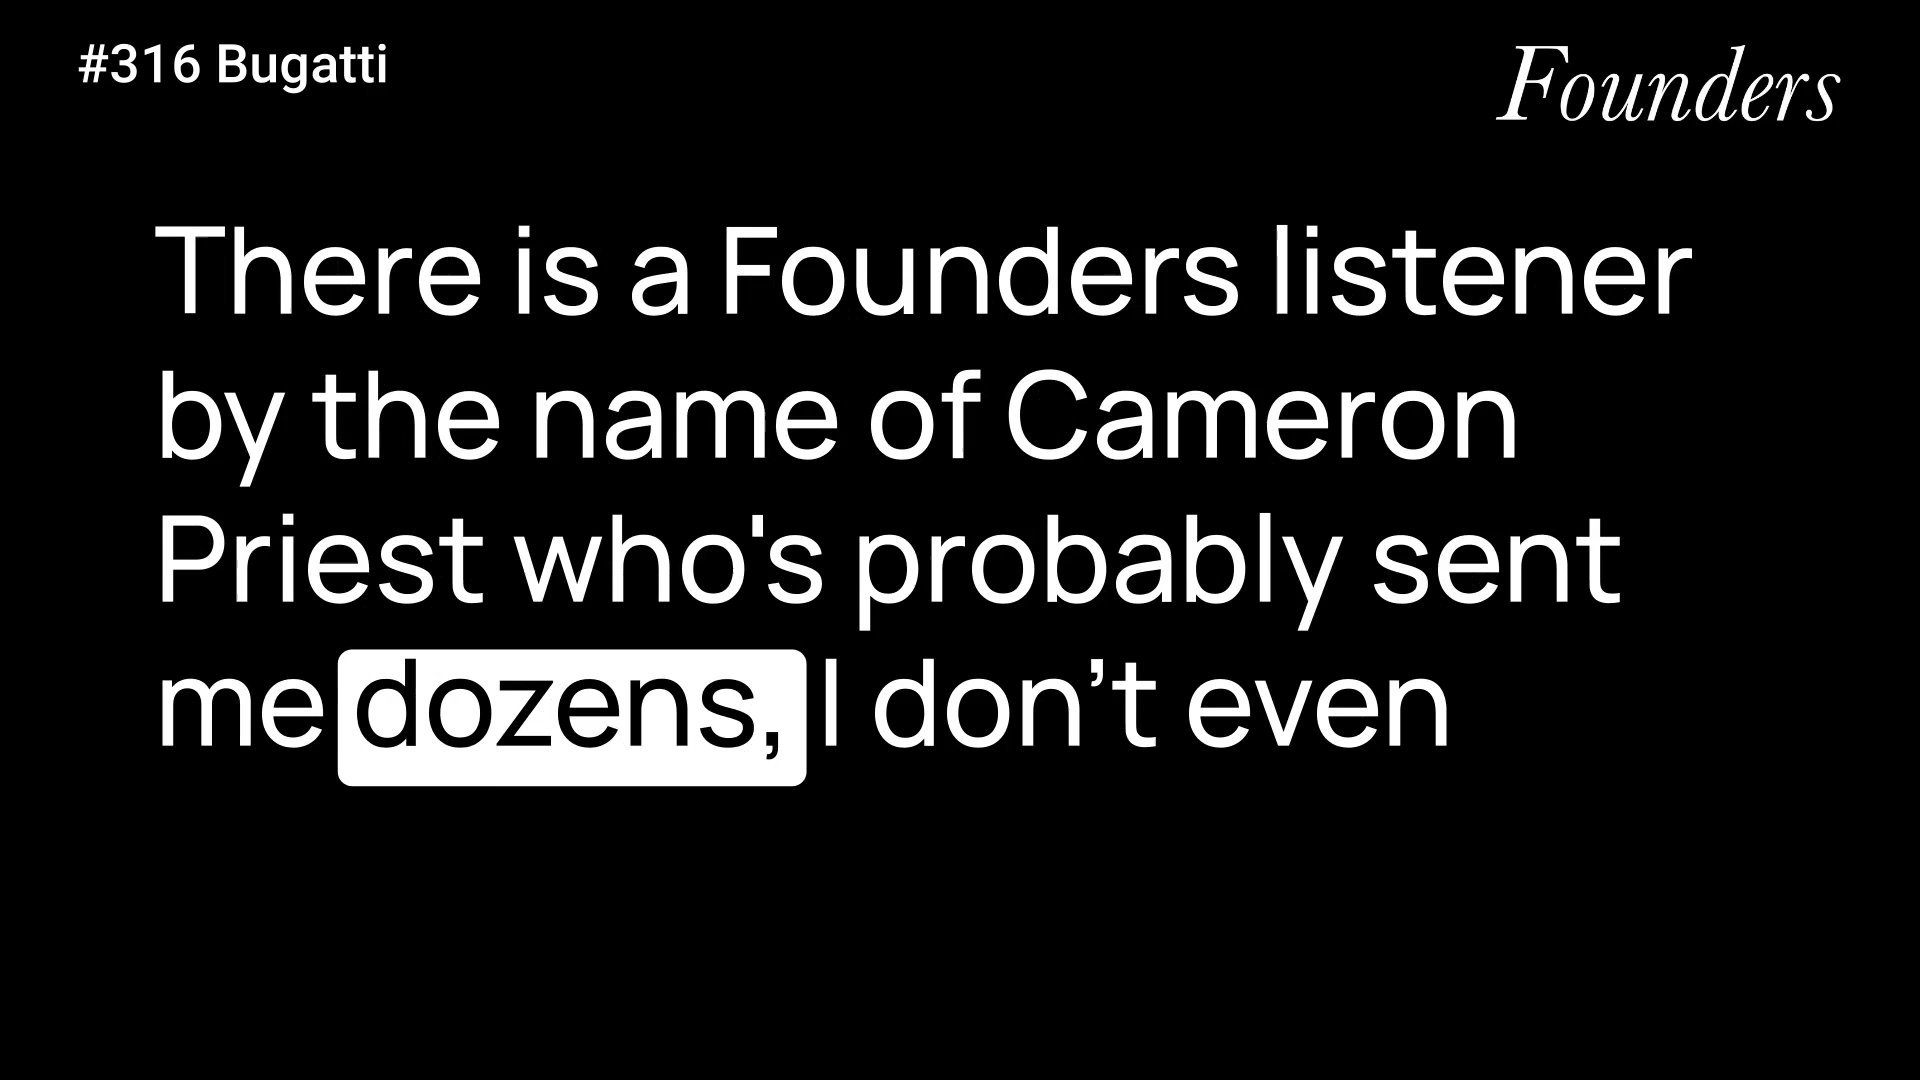 #316 Bugatti
Founders
There is a Founders listener
by the name of Cameron
Priest who's probably sent
me dozens, I don’t even